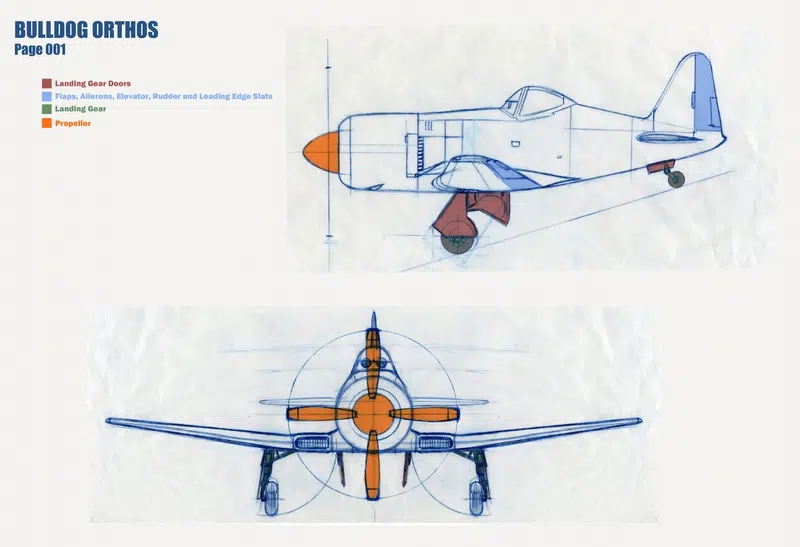 BULLDOG ORTHOS
Page 001
Landing Gear Doors
Flaps, Ailerons, Elevator, Rudder and Leading Edge Slats
Landing Gear
Propellor